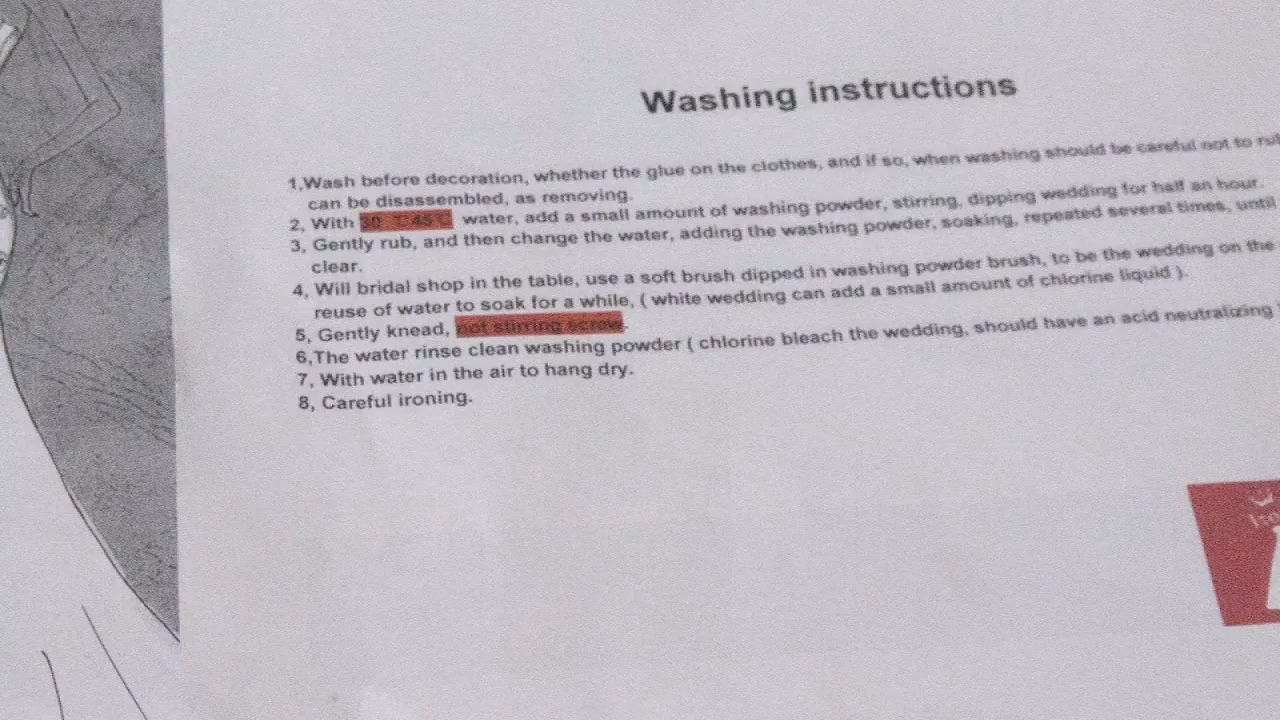 Washing instructions
1,Wash before decoration, whether the glue on the clothes, and if so, when washing should be careful not to
can be disassembled, as removing.
2, With 30 ℃ 45℃ water, add a small amount of washing powder, stirring, dipping wedding for half an hour.
3, Gently rub, and then change the water, adding the washing powder, soaking, repeated several times, until
clear.
4, Will bridal shop in the table, use a soft brush dipped in washing powder brush, to be the wedding on the
reuse of water to soak for a while, ( white wedding can add a small amount of chlorine liquid ).
5, Gently knead, not stirring screw.
6,The water rinse clean washing powder ( chlorine bleach the wedding, should have an acid neutralizing
7, With water in the air to hang dry.
8, Careful ironing.